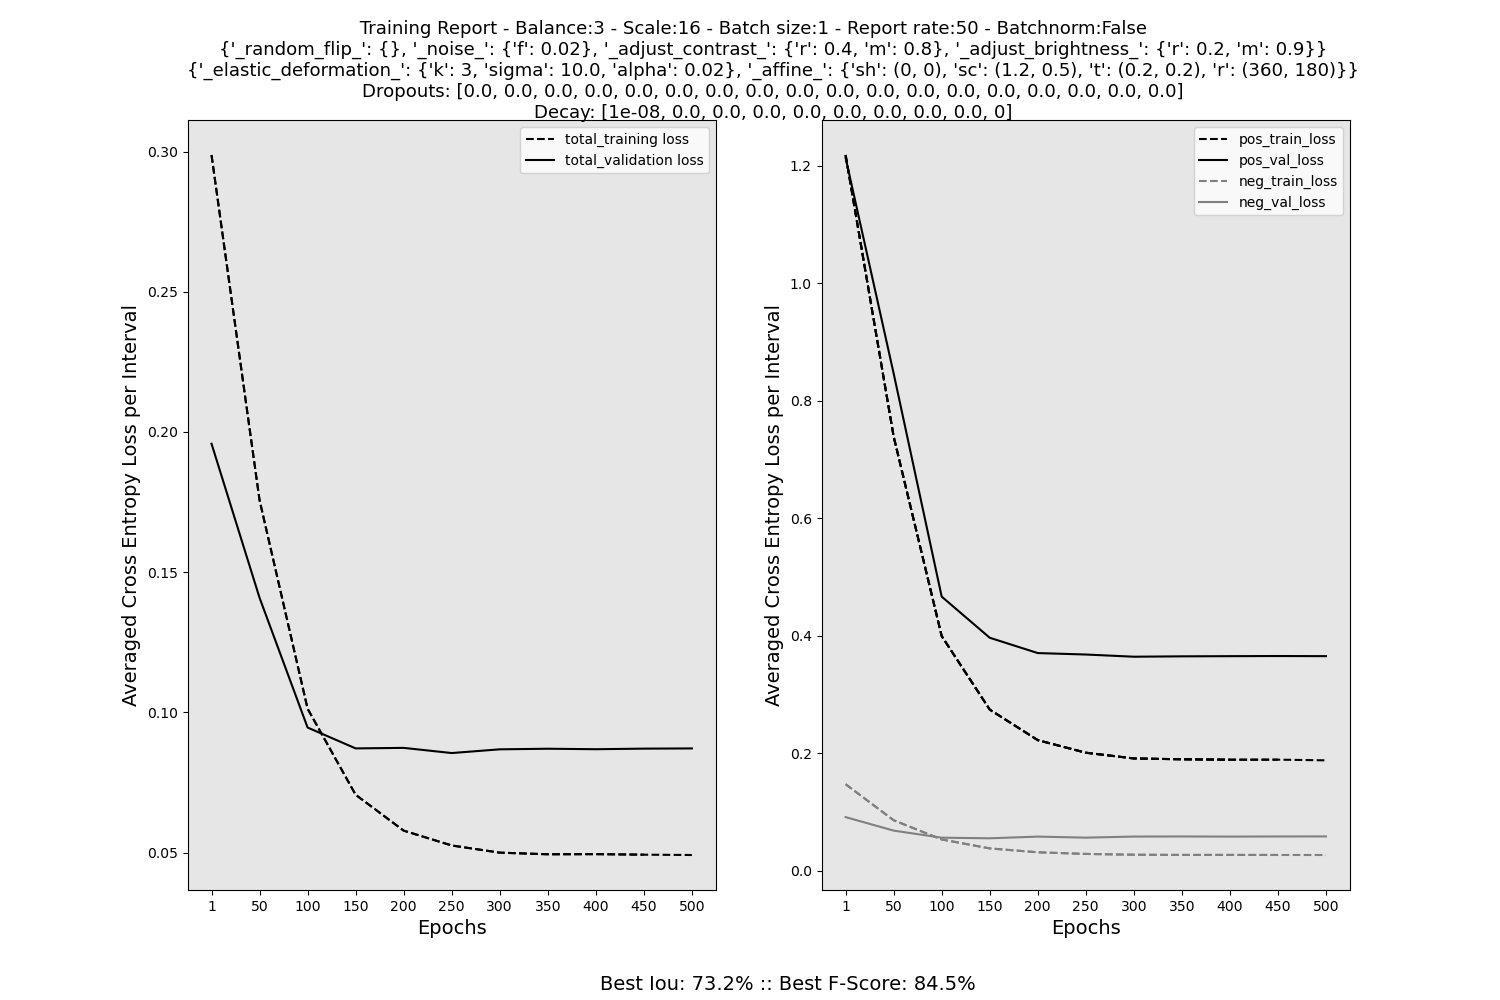 Training Report - Balance:3 - Scale:16 - Batch size:1 - Report rate:50 - Batchnorm:False
{'_random_flip_': {}, '_noise_': {'f': 0.02}, '_adjust_contrast_': {'r': 0.4, 'm': 0.8}, '_adjust_brightness_': {'r': 0.2, 'm': 0.9}}
{'_elastic_deformation_': {'k': 3, 'sigma': 10.0, 'alpha': 0.02}, '_affine_': {'sh': (0, 0), 'sc': (1.2, 0.5), 't': (0.2, 0.2), 'r': (360, 180)}}
Dropouts: [0.0, 0.0, 0.0, 0.0, 0.0, 0.0, 0.0, 0.0, 0.0, 0.0, 0.0, 0.0, 0.0, 0.0, 0.0, 0.0, 0.0, 0.0]
Decay: [1e-08, 0.0, 0.0, 0.0, 0.0, 0.0, 0.0, 0.0, 0.0, 0]
total_training loss
total_validation loss
0.30
0.25
0.20
0.15
0.10
0.05
Averaged Cross Entropy Loss per Interval
1 50 100 150 200 250 300 350 400 450 500
Epochs
pos_train_loss
pos_val_loss
neg_train_loss
neg_val_loss
1.2
1.0
0.8
0.6
0.4
0.2
0.0
Averaged Cross Entropy Loss per Interval
1 50 100 150 200 250 300 350 400 450 500
Epochs
Best Iou: 73.2% :: Best F-Score: 84.5%